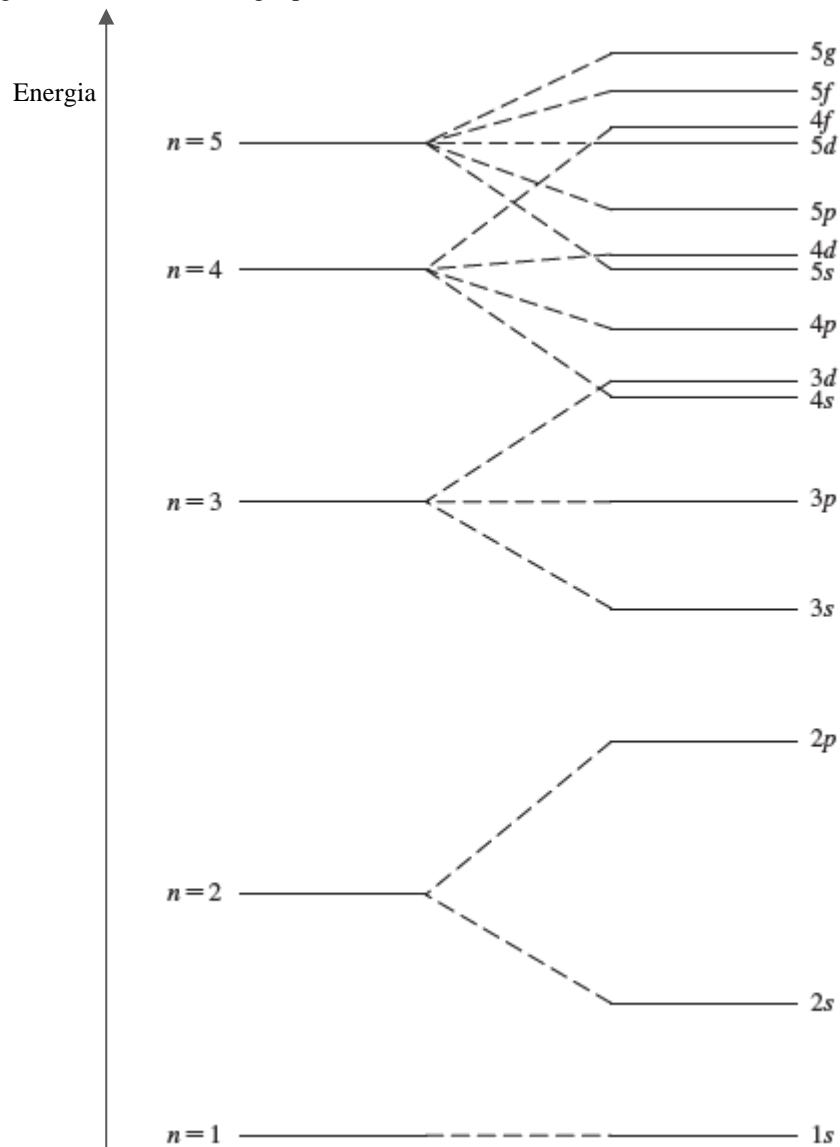 5g
Energia
5f
4f
n = 5
5d
5p
4d
n = 4
5s
4p
3d
4s
n = 3
3p
3s
2p
n = 2
2s
n = 1
1s